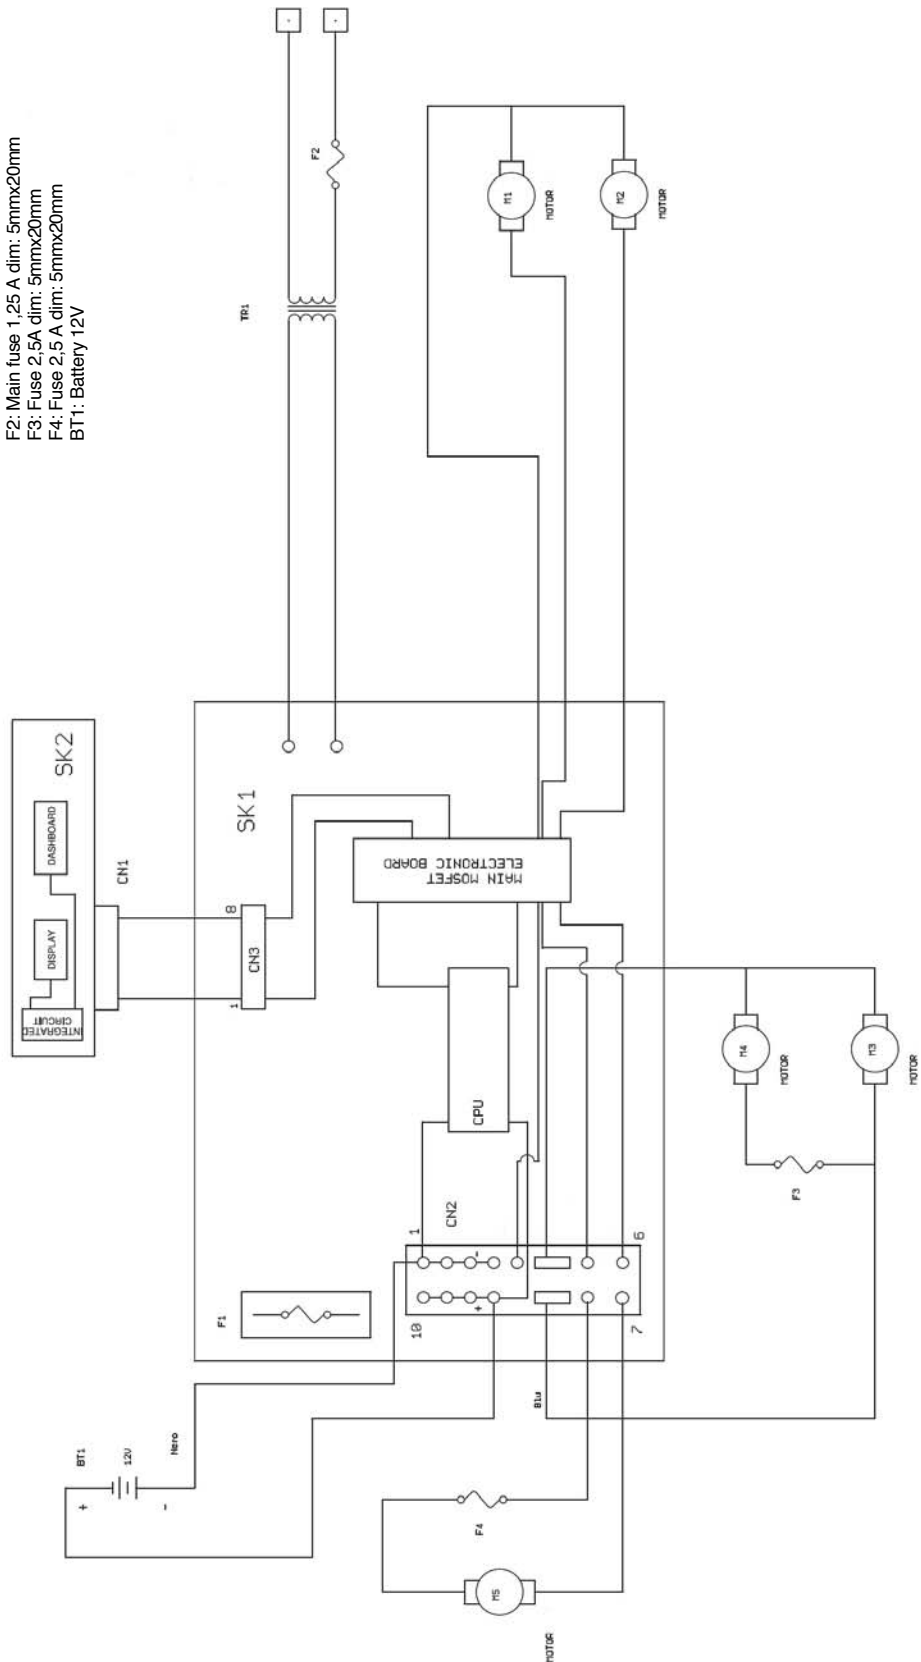 F2: Main fuse 1,25 A dim: 5mmx20mm
F3: Fuse 2,5A dim: 5mmx20mm
F4: Fuse 2,5 A dim: 5mmx20mm
BT1: Battery 12V
F2
TR1
M1
MOTOR
M2
MOTOR
SK2
DASHBOARD
DISPLAY
INTEGRATED
CIRCUIT
CN1
SK1
8
CN3
1
MAIN MOSFET
ELECTRONIC BOARD
CPU
CN2
1
-
6
10
+
7
F1
M4
MOTOR
M3
MOTOR
F3
BT1
12V
+
-
Nero
Blu
F4
M5
MOTOR